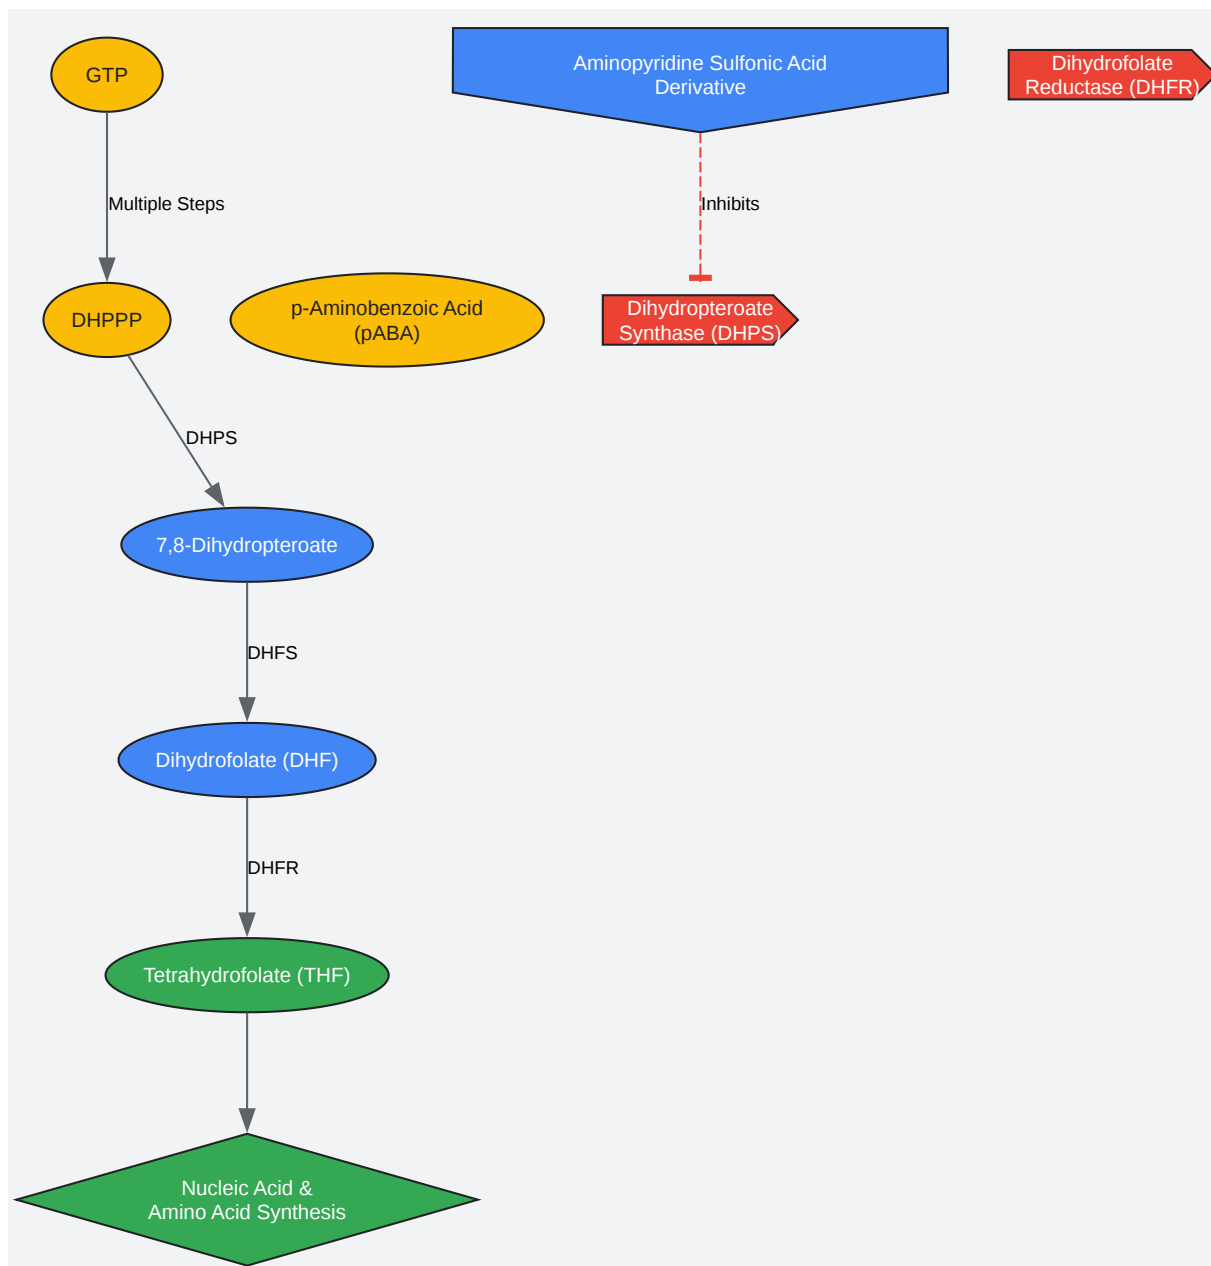 GTP
Aminopyridine Sulfonic Acid
Derivative
Dihydrofolate
Reductase (DHFR)
Multiple Steps
Inhibits
DHPPP
p-Aminobenzoic Acid
(pABA)
Dihydropteroate
Synthase (DHPS)
DHPS
7,8-Dihydropteroate
DHFS
Dihydrofolate (DHF)
DHFR
Tetrahydrofolate (THF)
Nucleic Acid &
Amino Acid Synthesis